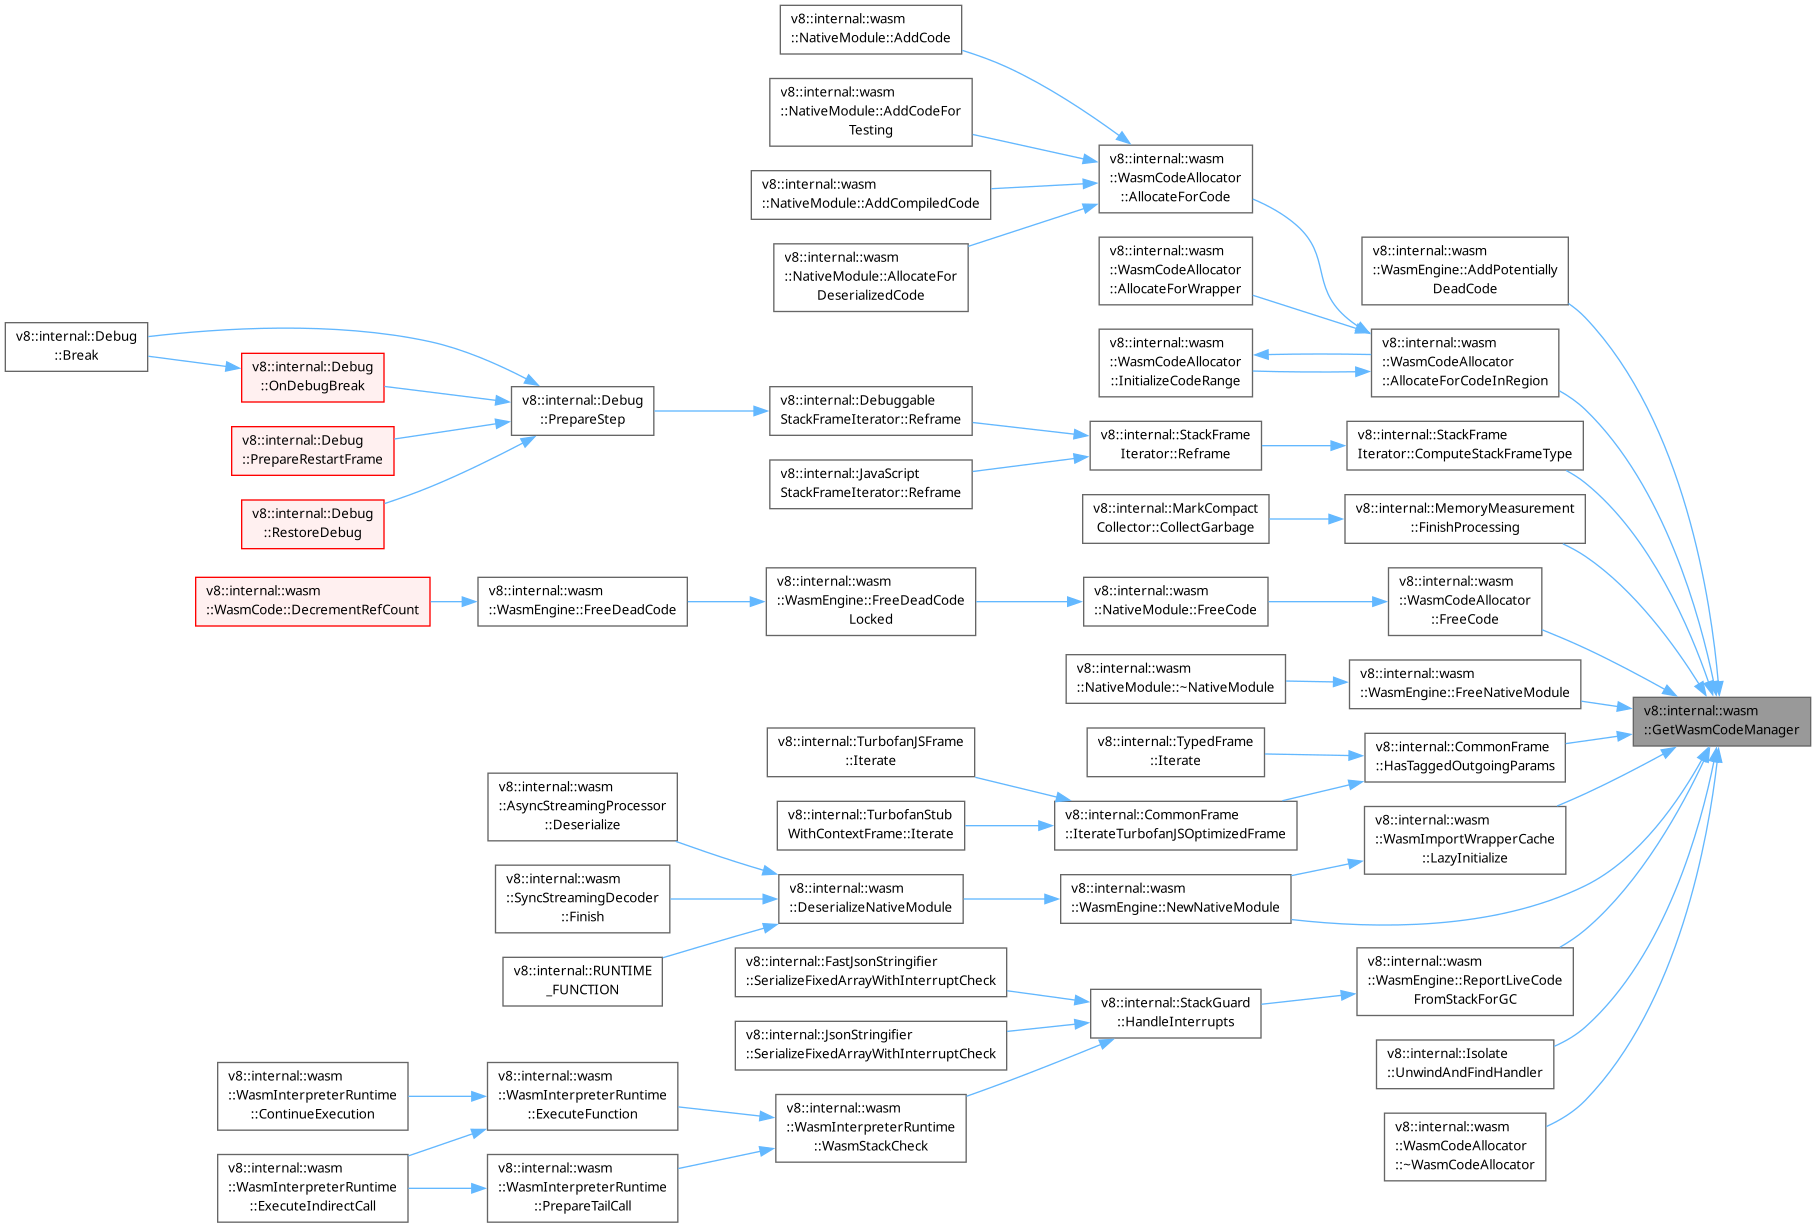 v8::internal::wasm
::NativeModule::AddCode
v8::internal::wasm
::NativeModule::AddCodeFor
Testing
v8::internal::wasm
::NativeModule::AddCompiledCode
v8::internal::wasm
::NativeModule::AllocateFor
DeserializedCode
v8::internal::wasm
::WasmCodeAllocator
::AllocateForCode
v8::internal::wasm
::WasmCodeAllocator
::AllocateForWrapper
v8::internal::wasm
::WasmCodeAllocator
::InitializeCodeRange
v8::internal::wasm
::WasmEngine::AddPotentially
DeadCode
v8::internal::wasm
::WasmCodeAllocator
::AllocateForCodeInRegion
v8::internal::Debug
::Break
v8::internal::Debug
::OnDebugBreak
v8::internal::Debug
::PrepareRestartFrame
v8::internal::Debug
::RestoreDebug
v8::internal::Debug
::PrepareStep
v8::internal::Debuggable
StackFrameIterator::Reframe
v8::internal::JavaScript
StackFrameIterator::Reframe
v8::internal::StackFrame
Iterator::Reframe
v8::internal::StackFrame
Iterator::ComputeStackFrameType
v8::internal::MarkCompact
Collector::CollectGarbage
v8::internal::MemoryMeasurement
::FinishProcessing
v8::internal::wasm
::WasmCode::DecrementRefCount
v8::internal::wasm
::WasmEngine::FreeDeadCode
v8::internal::wasm
::WasmEngine::FreeDeadCode
Locked
v8::internal::wasm
::NativeModule::FreeCode
v8::internal::wasm
::WasmCodeAllocator
::FreeCode
v8::internal::wasm
::NativeModule::~NativeModule
v8::internal::wasm
::WasmEngine::FreeNativeModule
v8::internal::wasm
::GetWasmCodeManager
v8::internal::TurbofanJSFrame
::Iterate
v8::internal::TypedFrame
::Iterate
v8::internal::CommonFrame
::HasTaggedOutgoingParams
v8::internal::TurbofanStub
WithContextFrame::Iterate
v8::internal::CommonFrame
::IterateTurbofanJSOptimizedFrame
v8::internal::wasm
::WasmImportWrapperCache
::LazyInitialize
v8::internal::wasm
::AsyncStreamingProcessor
::Deserialize
v8::internal::wasm
::SyncStreamingDecoder
::Finish
v8::internal::RUNTIME
_FUNCTION
v8::internal::wasm
::DeserializeNativeModule
v8::internal::wasm
::WasmEngine::NewNativeModule
v8::internal::FastJsonStringifier
::SerializeFixedArrayWithInterruptCheck
v8::internal::JsonStringifier
::SerializeFixedArrayWithInterruptCheck
v8::internal::StackGuard
::HandleInterrupts
v8::internal::wasm
::WasmEngine::ReportLiveCode
FromStackForGC
v8::internal::Isolate
::UnwindAndFindHandler
v8::internal::wasm
::WasmCodeAllocator
::~WasmCodeAllocator
v8::internal::wasm
::WasmInterpreterRuntime
::ContinueExecution
v8::internal::wasm
::WasmInterpreterRuntime
::ExecuteFunction
v8::internal::wasm
::WasmInterpreterRuntime
::WasmStackCheck
v8::internal::wasm
::WasmInterpreterRuntime
::ExecuteIndirectCall
v8::internal::wasm
::WasmInterpreterRuntime
::PrepareTailCall